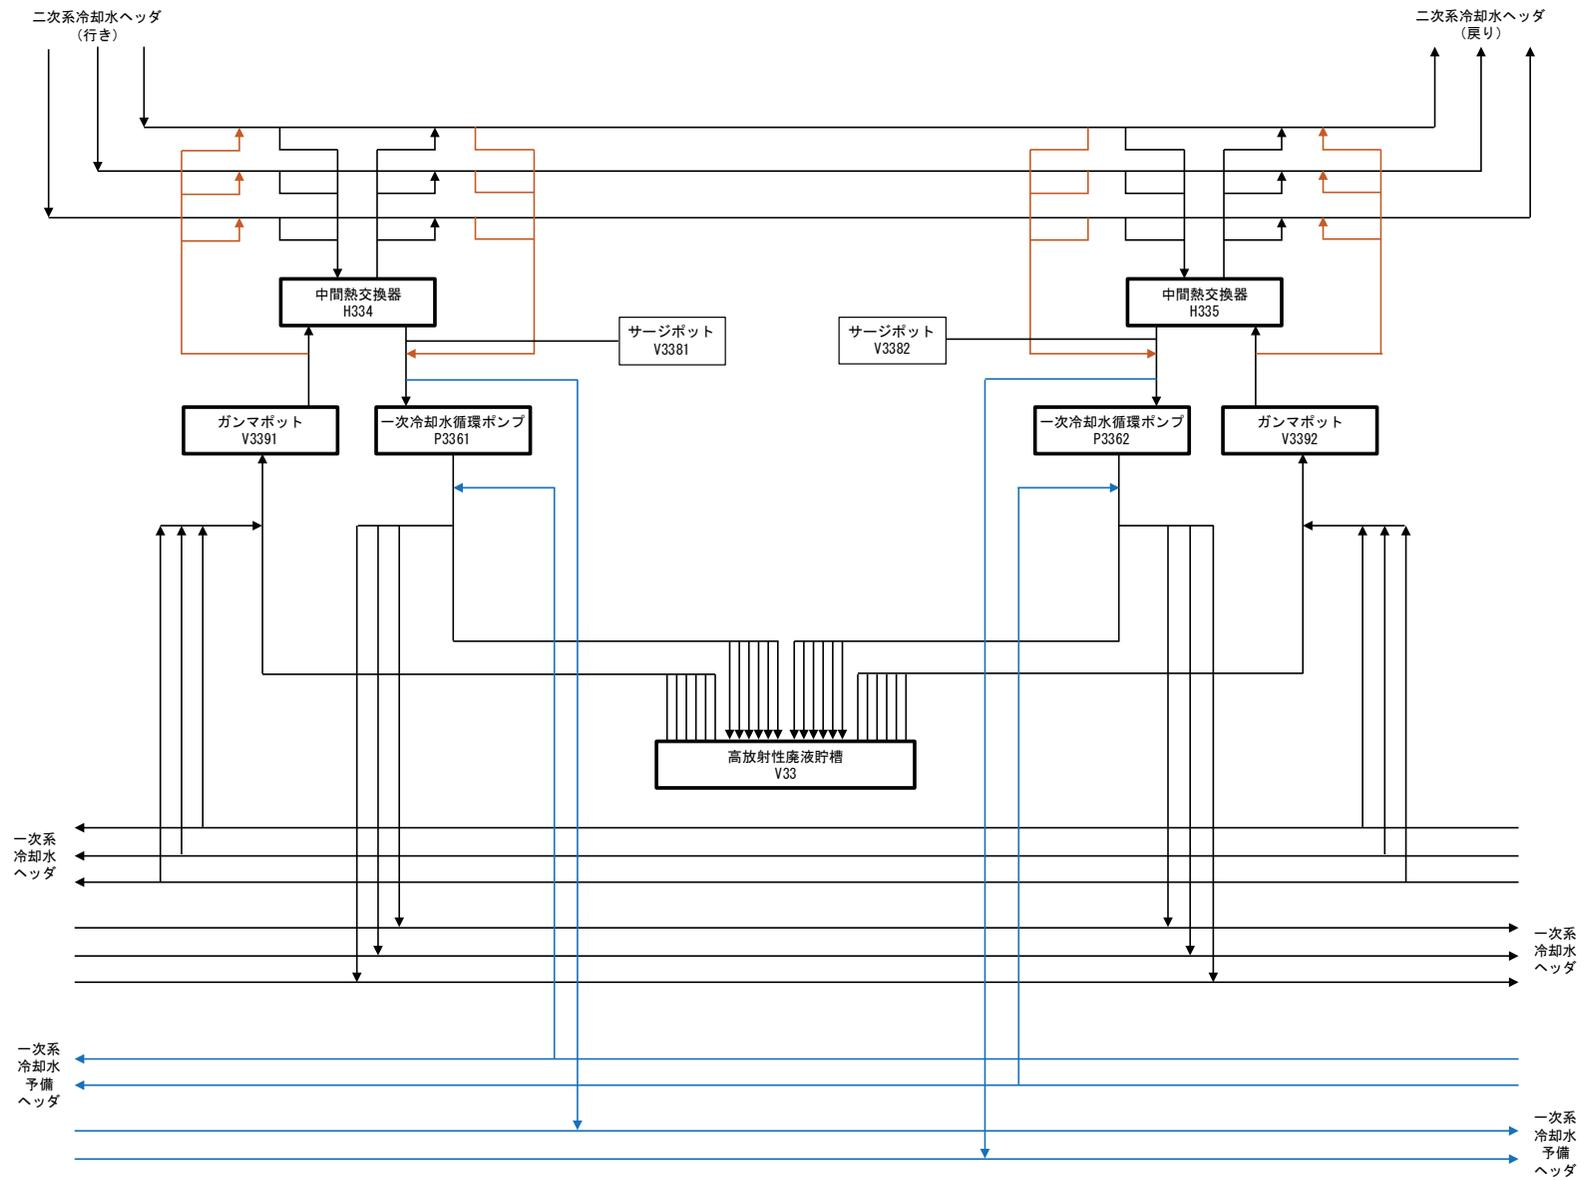 二次系冷却水ヘッダ
（行き）
二次系冷却水ヘッダ
（戻り）
中間熱交換器
H334
中間熱交換器
H335
サージポット
V3381
サージポット
V3382
ガンマポット
V3391
一次冷却水循環ポンプ
P3361
一次冷却水循環ポンプ
P3362
ガンマポット
V3392
高放射性廃液貯槽
V33
一次系
冷却水
ヘッダ
一次系
冷却水
ヘッダ
一次系
冷却水
予備
ヘッダ
一次系
冷却水
予備
ヘッダ